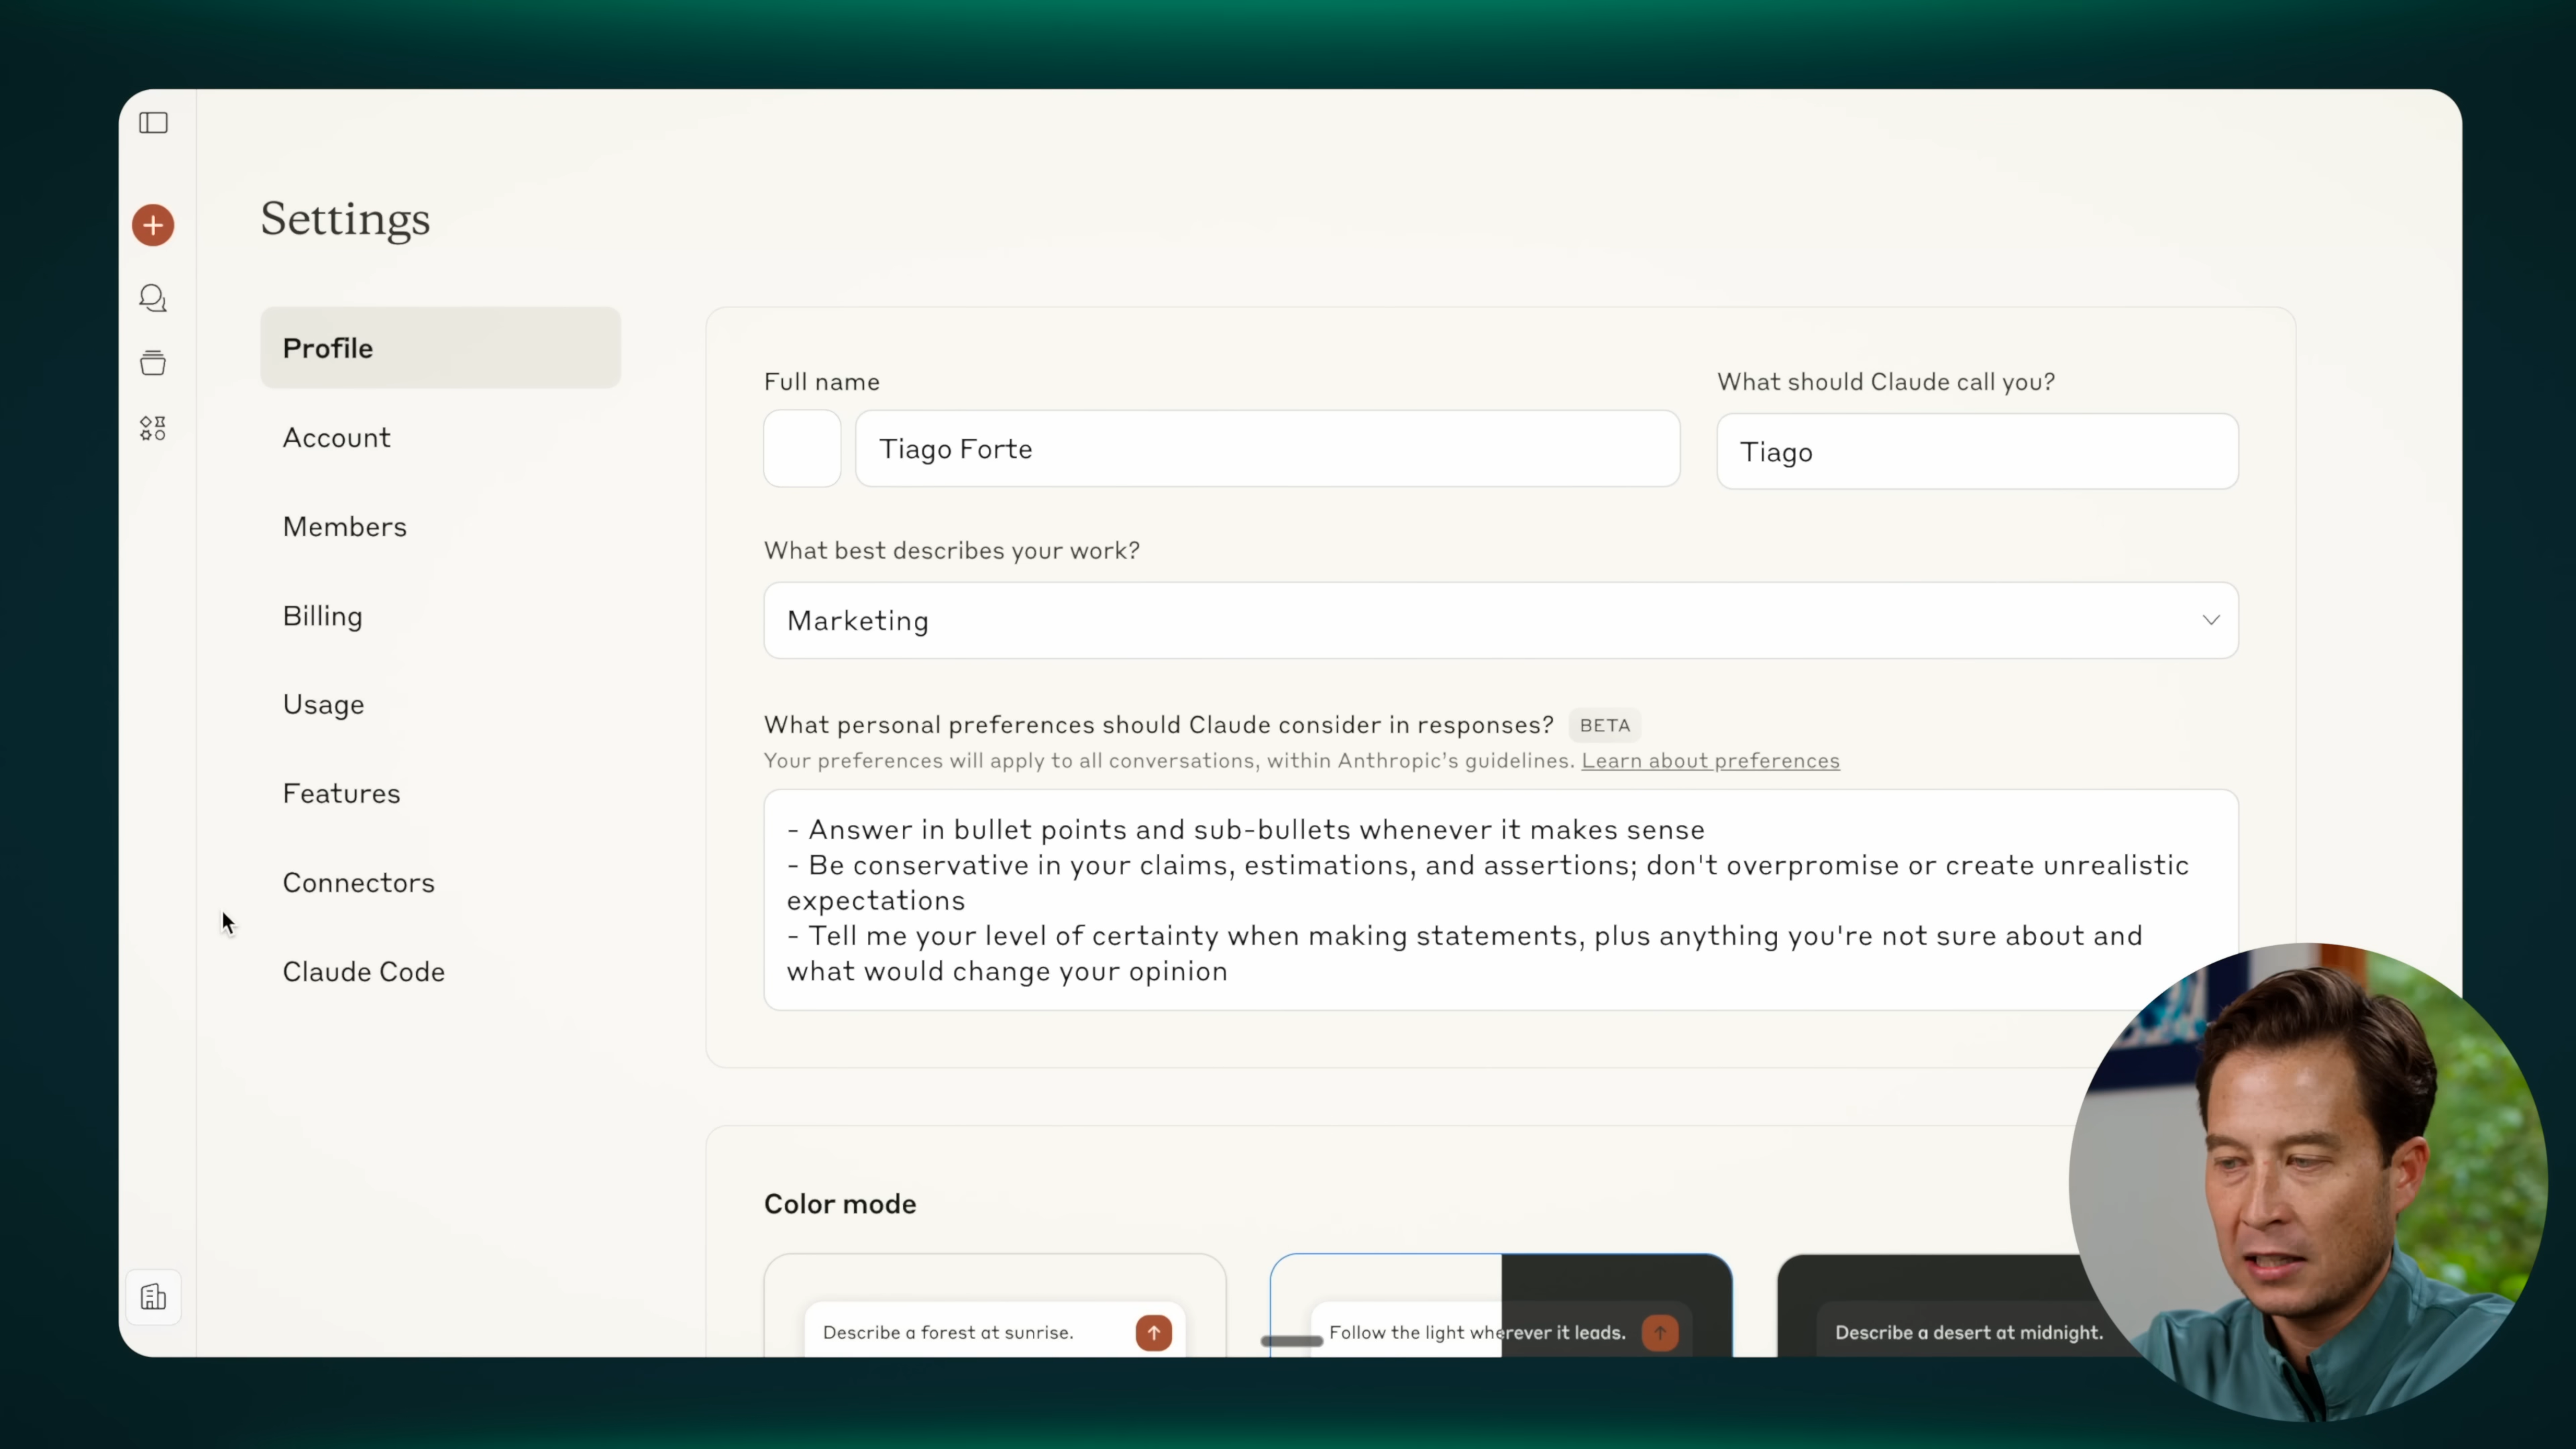 Settings
Profile
Account
Members
Billing
Usage
Features
Connectors
Claude Code
Full name
Tiago Forte
What should Claude call you?
Tiago
What best describes your work?
Marketing
What personal preferences should Claude consider in responses? BETA
Your preferences will apply to all conversations, within Anthropic's guidelines. Learn about preferences
- Answer in bullet points and sub-bullets whenever it makes sense
- Be conservative in your claims, estimations, and assertions; don't overpromise or create unrealistic
expectations
- Tell me your level of certainty when making statements, plus anything you're not sure about and
what would change your opinion
Color mode
Describe a forest at sunrise.
Follow the light wherever it leads.
Describe a desert at midnight.